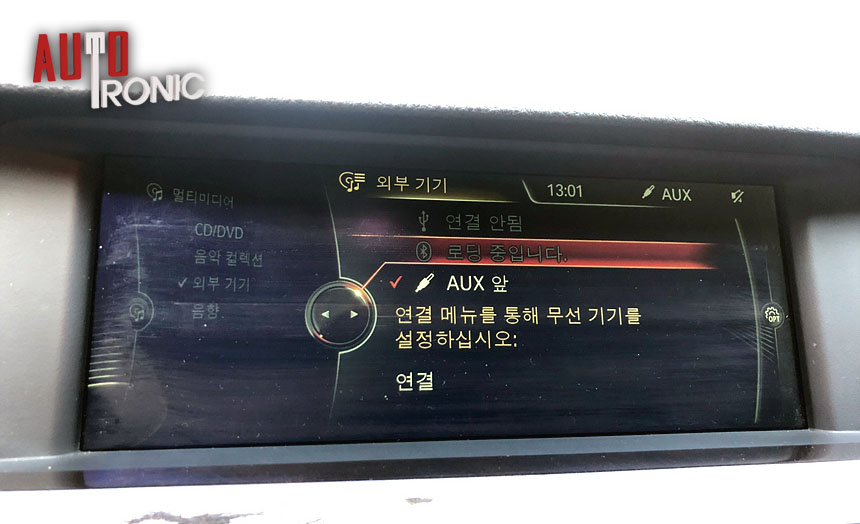 AUTO
TRONIC
외부 기기
13:01
AUX
멀티미디어
CD/DVD
음악 컬렉션
외부 기기
음향
연결 안됨
로딩 중입니다.
AUX 앞
연결 메뉴를 통해 무선 기기를
설정하십시오:
연결
OPT